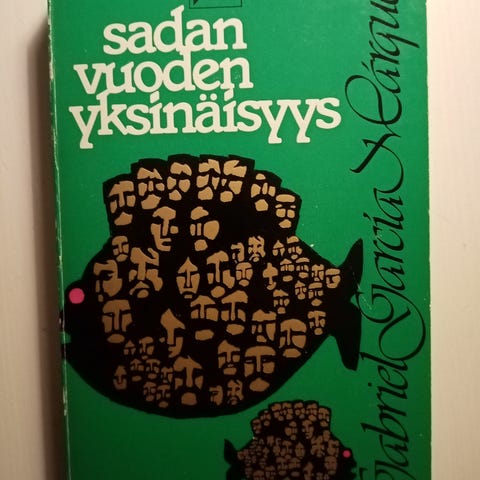 sadan
vuoden
yksinäisyys
Gabriel García Márquez